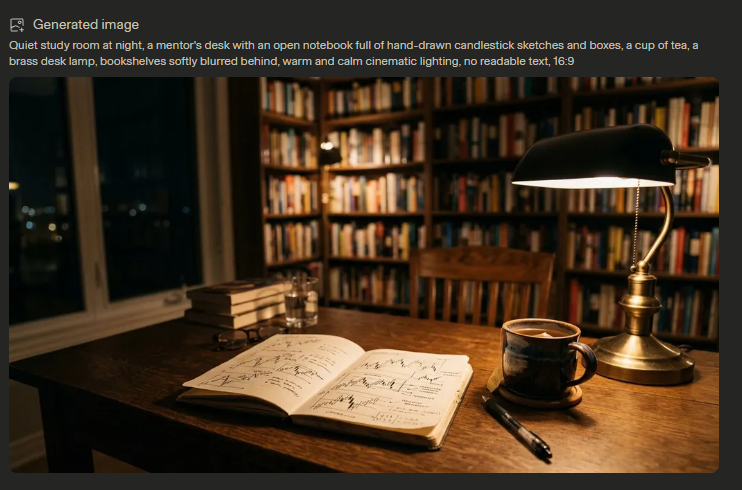 Generated image
Quiet study room at night, a mentor's desk with an open notebook full of hand-drawn candlestick sketches and boxes, a cup of tea, a
brass desk lamp, bookshelves softly blurred behind, warm and calm cinematic lighting, no readable text, 16:9